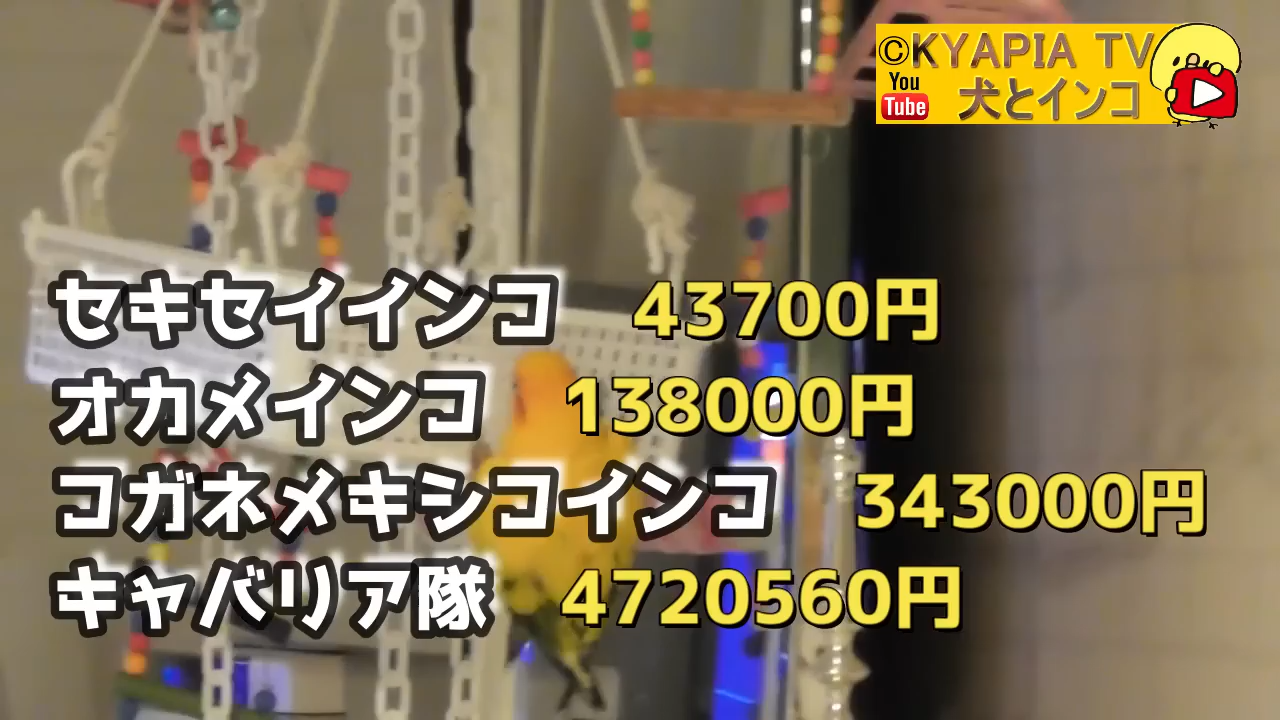 ©KYAPIA TV
You Tube
犬とインコ
セキセイインコ 43700円
オカメインコ 138000円
コガネメキシコインコ 343000円
キャバリア隊 4720560円